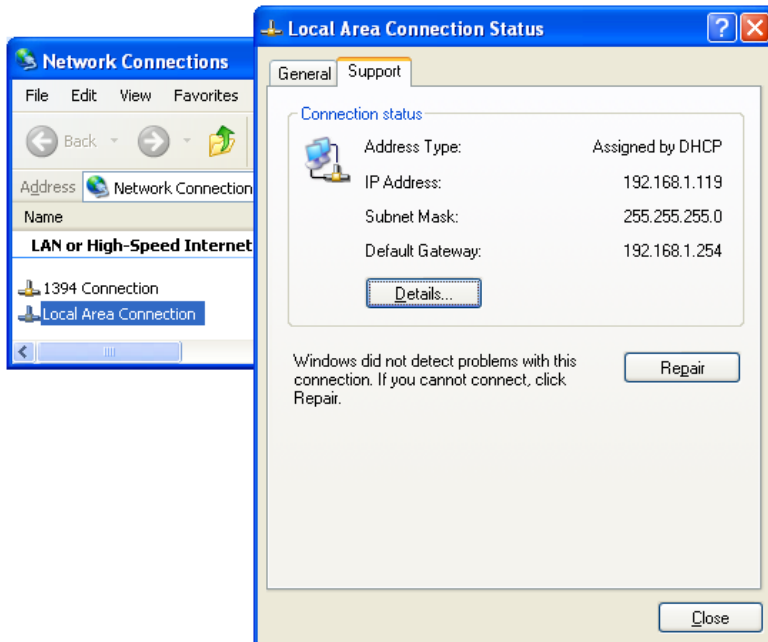 Network Connections
File Edit View Favorites
Back
Address Network Connection
Name
LAN or High-Speed Internet
1394 Connection
Local Area Connection
Local Area Connection Status
General Support
Connection status
Address Type: Assigned by DHCP
IP Address: 192.168.1.119
Subnet Mask: 255.255.255.0
Default Gateway: 192.168.1.254
Details...
Windows did not detect problems with this
connection. If you cannot connect, click
Repair.
Repair
Close